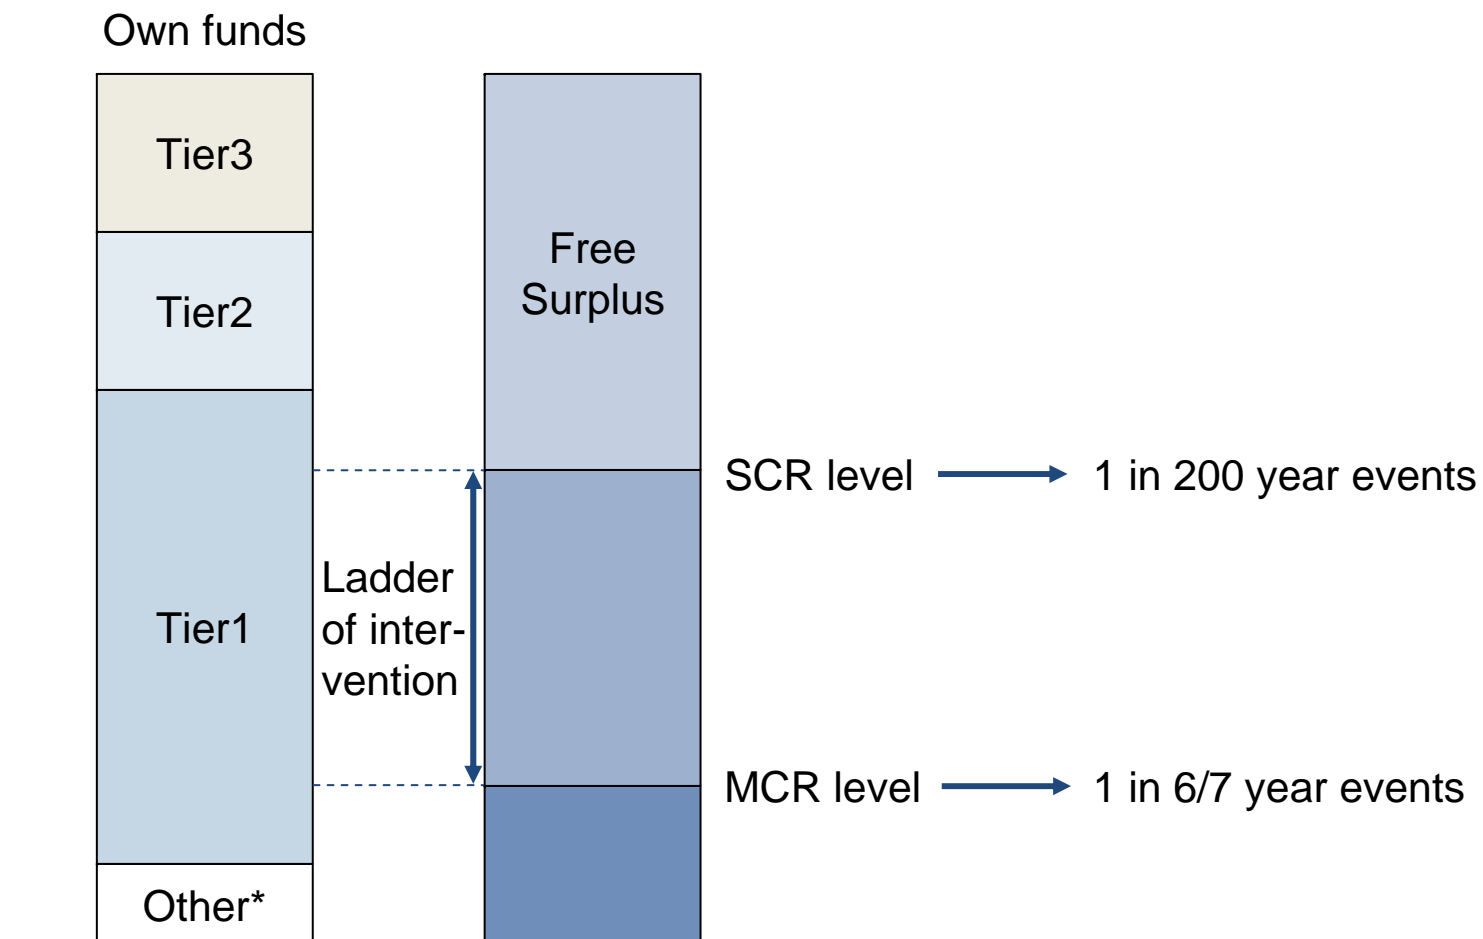 Own funds
Tier3
Tier2
Tier1
Other*
Ladder
of inter-
vention
Free
Surplus
SCR level
1 in 200 year events
MCR level
1 in 6/7 year events